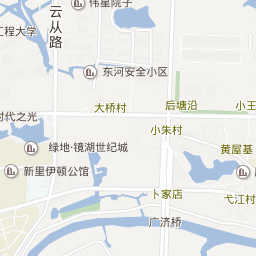 伟星院子
云从路
工程大学
东河安全小区
大桥村
后塘沿
小王
时代之光
小朱村
绿地·镜湖世纪城
黄屋基
新里伊顿公馆
卜家店
弋江村
广济桥